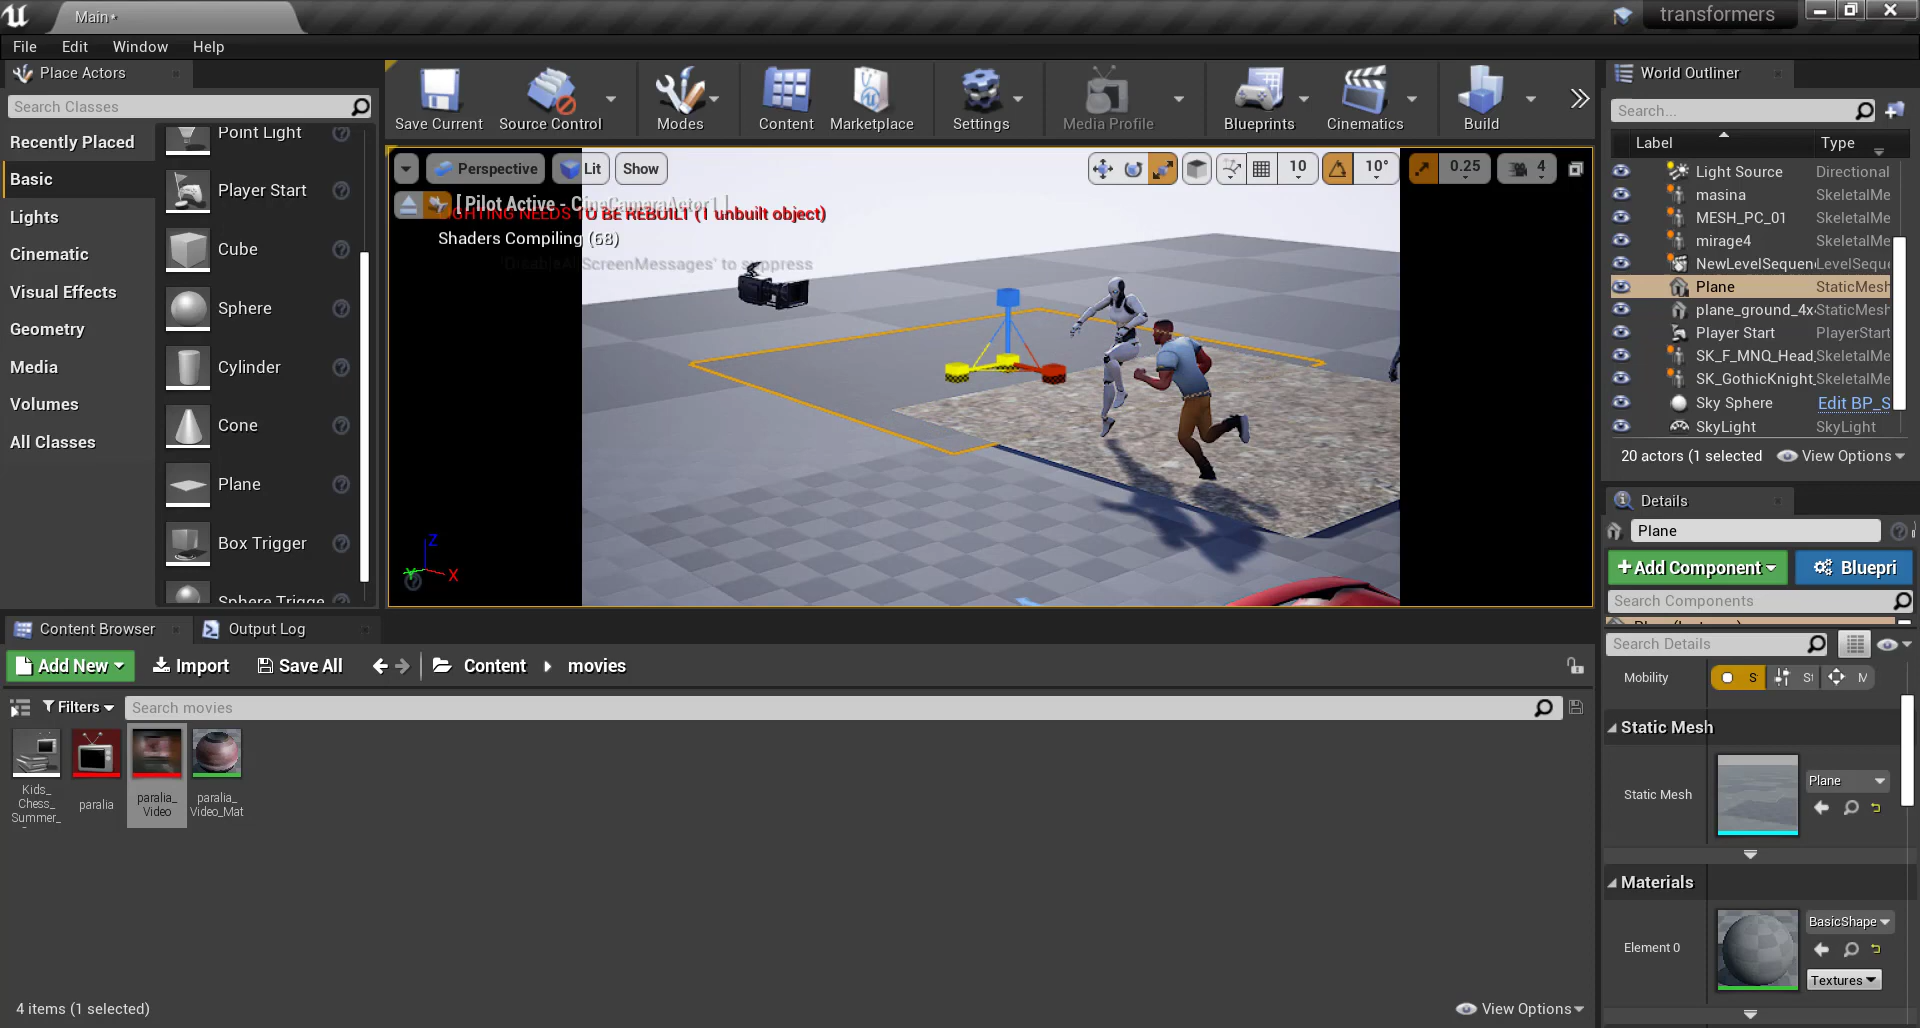 Main*
transformers
File Edit Window Help
Place Actors
Search Classes
Recently Placed
Basic
Lights
Cinematic
Visual Effects
Geometry
Media
Volumes
All Classes
Point Light
Player Start
Cube
Sphere
Cylinder
Cone
Plane
Box Trigger
Sphere Trigge
Save Current
Source Control
Modes
Content
Marketplace
Settings
Media Profile
Blueprints
Cinematics
Build
Perspective
Lit
Show
10
10°
0.25
4
[ Pilot Active - CineCameraActor1 ]
LIGHTING NEEDS TO BE REBUILT (1 unbuilt object)
Shaders Compiling (68)
'DisableAllScreenMessages' to suppress
Z
Y
X
World Outliner
Search...
Label Type
Light Source Directional
masina SkeletalMe
MESH_PC_01 SkeletalMe
mirage4 SkeletalMe
NewLevelSequen LevelSeque
Plane StaticMesh
plane_ground_4x StaticMesh
Player Start PlayerStart
SK_F_MNQ_Head_ SkeletalMe
SK_GothicKnight_ SkeletalMe
Sky Sphere Edit BP_S
SkyLight SkyLight
20 actors (1 selected
View Options
Details
Plane
+Add Component
Bluepri
Search Components
Search Details
Mobility
S
St
M
Static Mesh
Static Mesh
Plane
Materials
Element 0
BasicShape
Textures
Content Browser
Output Log
Add New
Import
Save All
Content
movies
Filters
Search movies
Kids_
Chess_
Summer_
paralia
paralia_
Video
paralia_
Video_Mat
4 items (1 selected)
View Options